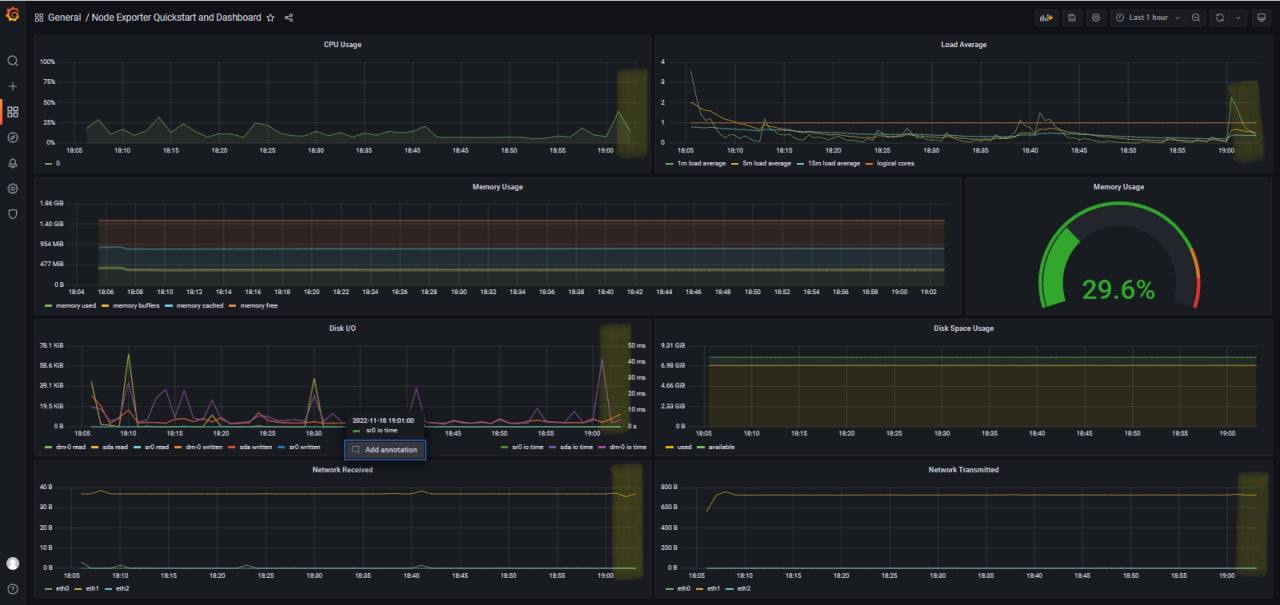 General / Node Exporter Quickstart and Dashboard
Last 1 hour
CPU Usage
100%
75%
50%
25%
0%
18:05 18:10 18:15 18:20 18:25 18:30 18:35 18:40 18:45 18:50 18:55 19:00
0
Load Average
4
3
2
1
0
18:05 18:10 18:15 18:20 18:25 18:30 18:35 18:40 18:45 18:50 18:55 19:00
1m load average 5m load average 15m load average logical cores
Memory Usage
1.86 GiB
1.40 GiB
954 MiB
477 MiB
0 B
18:04 18:06 18:08 18:10 18:12 18:14 18:16 18:18 18:20 18:22 18:24 18:26 18:28 18:30 18:32 18:34 18:36 18:38 18:40 18:42 18:44 18:46 18:48 18:50 18:52 18:54 18:56 18:58 19:00 19:02
memory used memory buffers memory cached memory free
Memory Usage
29.6%
Disk I/O
78.1 KiB
58.6 KiB
39.1 KiB
19.5 KiB
0 B
50 ms
40 ms
30 ms
20 ms
10 ms
0 s
18:05 18:10 18:15 18:20 18:25 18:30 18:45 18:50 18:55 19:00
2022-11-18 19:01:00
sr0 io time
Add annotation
dm-0 read sda read sr0 read dm-0 written sda written sr0 written sr0 io time sda io time dm-0 io time
Disk Space Usage
9.31 GiB
6.98 GiB
4.66 GiB
2.33 GiB
0 B
18:05 18:10 18:15 18:20 18:25 18:30 18:35 18:40 18:45 18:50 18:55 19:00
used available
Network Received
40 B
30 B
20 B
10 B
0 B
18:05 18:10 18:15 18:20 18:25 18:30 18:35 18:40 18:45 18:50 18:55 19:00
eth0 eth1 eth2
Network Transmitted
800 B
600 B
400 B
200 B
0 B
18:05 18:10 18:15 18:20 18:25 18:30 18:35 18:40 18:45 18:50 18:55 19:00
eth0 eth1 eth2